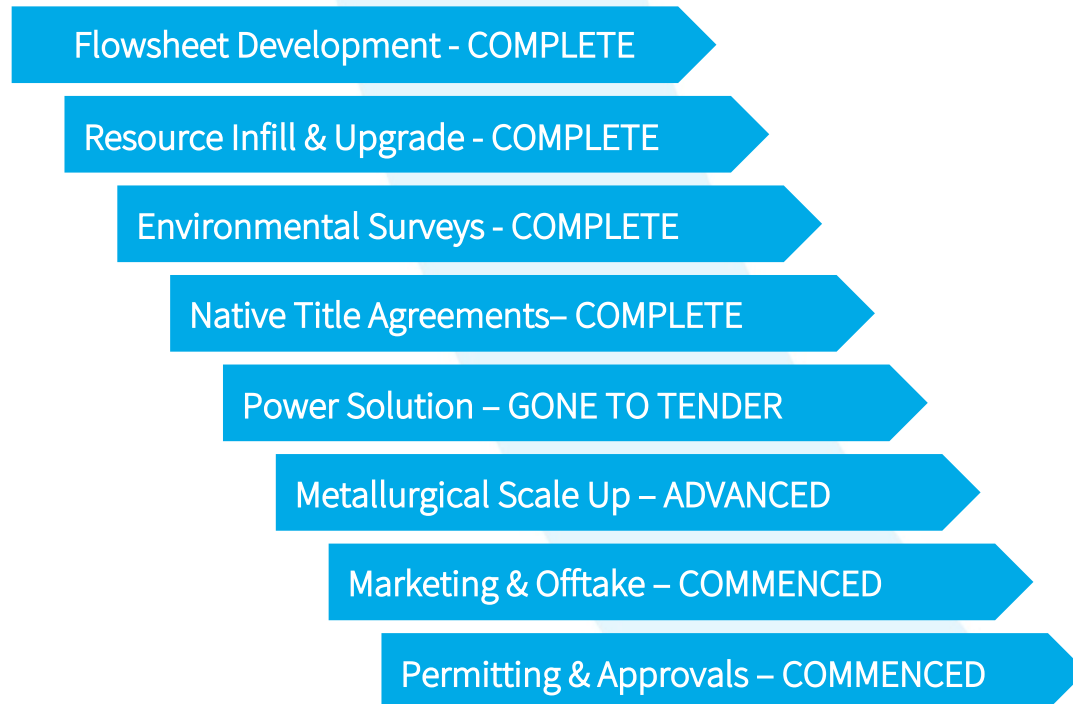 Flowsheet Development - COMPLETE
Resource Infill & Upgrade - COMPLETE
Environmental Surveys - COMPLETE
Native Title Agreements– COMPLETE
Power Solution – GONE TO TENDER
Metallurgical Scale Up – ADVANCED
Marketing & Offtake – COMMENCED
Permitting & Approvals – COMMENCED